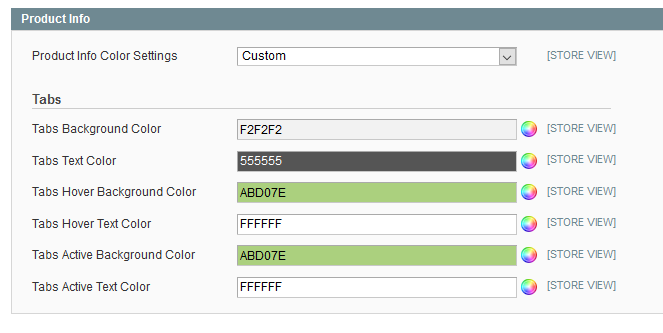 Product Info
Product Info Color Settings Custom [STORE VIEW]
Tabs
Tabs Background Color F2F2F2 [STORE VIEW]
Tabs Text Color 555555 [STORE VIEW]
Tabs Hover Background Color ABD07E [STORE VIEW]
Tabs Hover Text Color FFFFFF [STORE VIEW]
Tabs Active Background Color ABD07E [STORE VIEW]
Tabs Active Text Color FFFFFF [STORE VIEW]